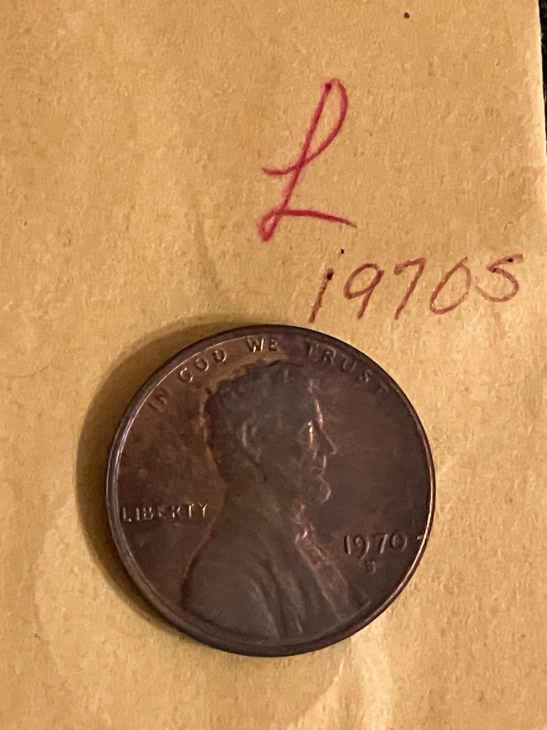 L
1970S
IN GOD WE TRUST
LIBERTY
1970
S